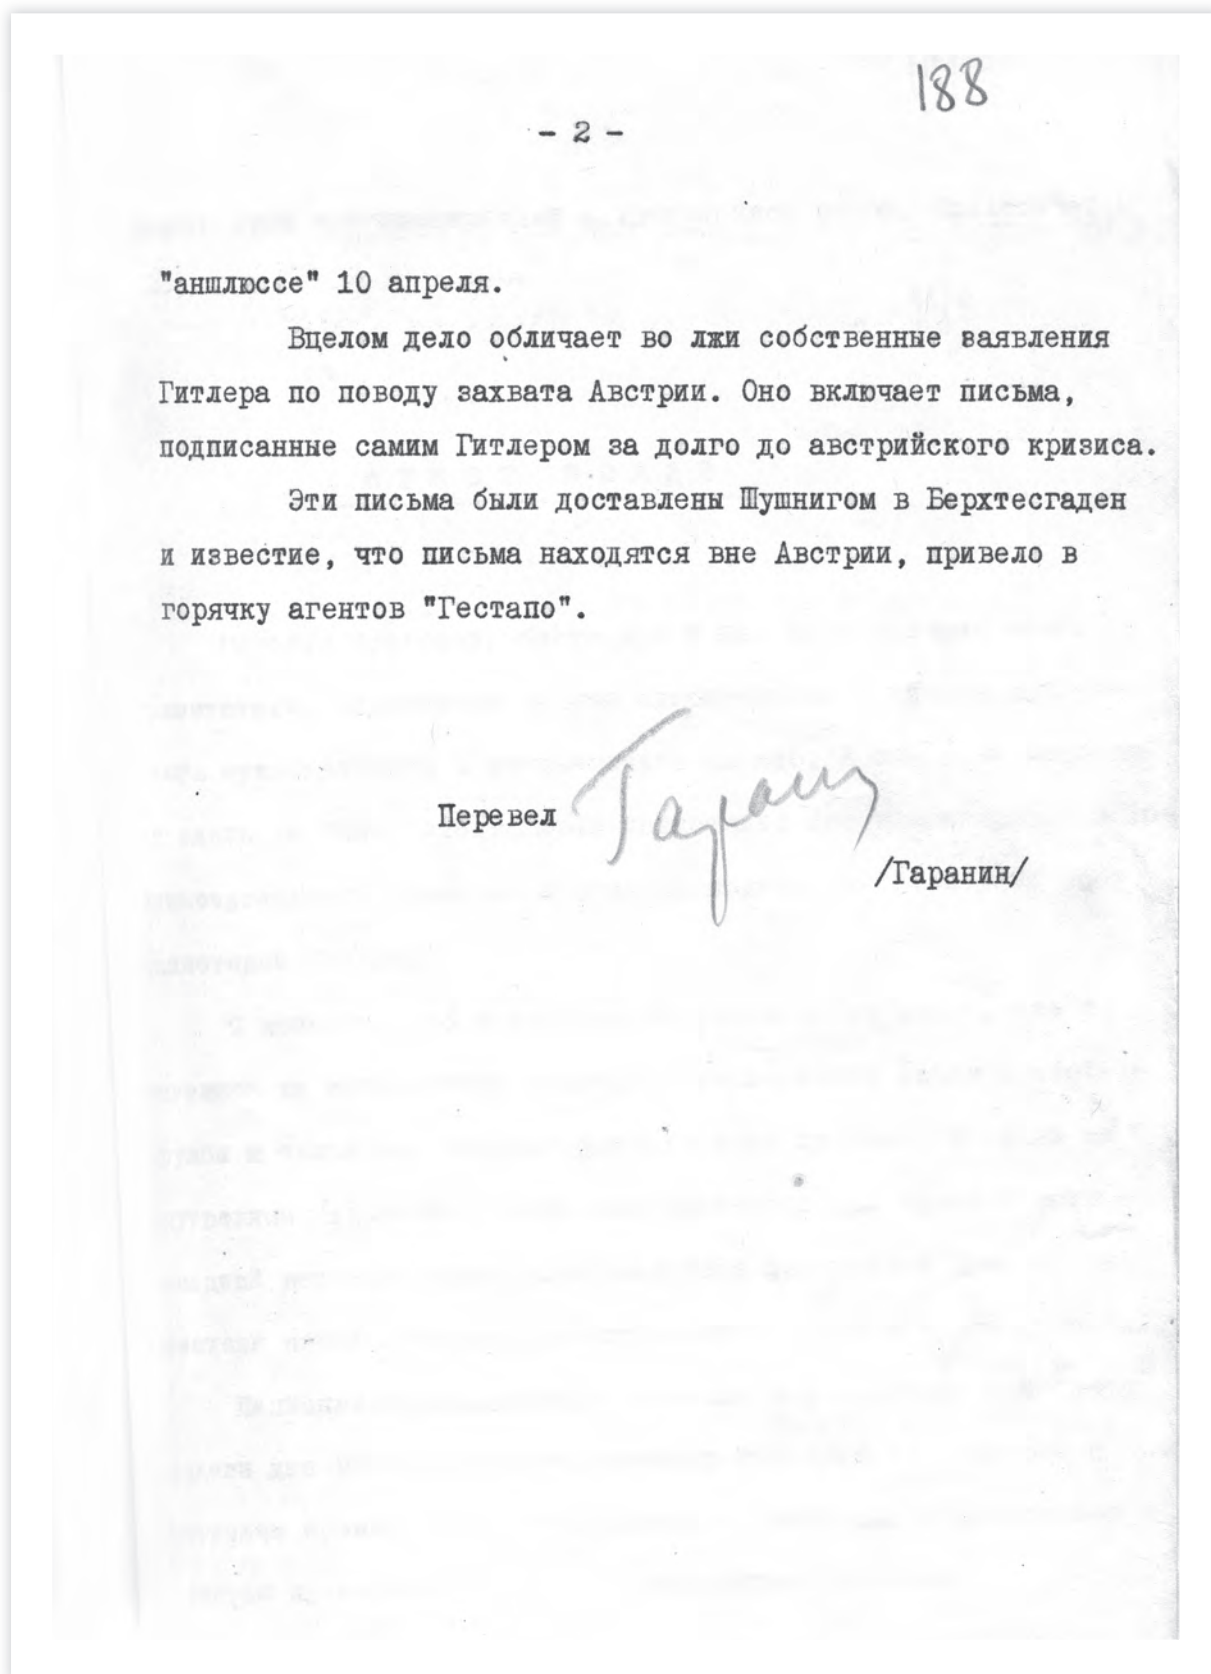 188
- 2 -
"аншлюссе" 10 апреля.
Вцелом дело обличает во лжи собственные заявления
Гитлера по поводу захвата Австрии. Оно включает письма,
подписанные самим Гитлером за долго до австрийского кризиса.
Эти письма были доставлены Шушнигом в Берхтесгаден
и известие, что письма находятся вне Австрии, привело в
горячку агентов "Гестапо".
Перевел Гаранин
/Гаранин/